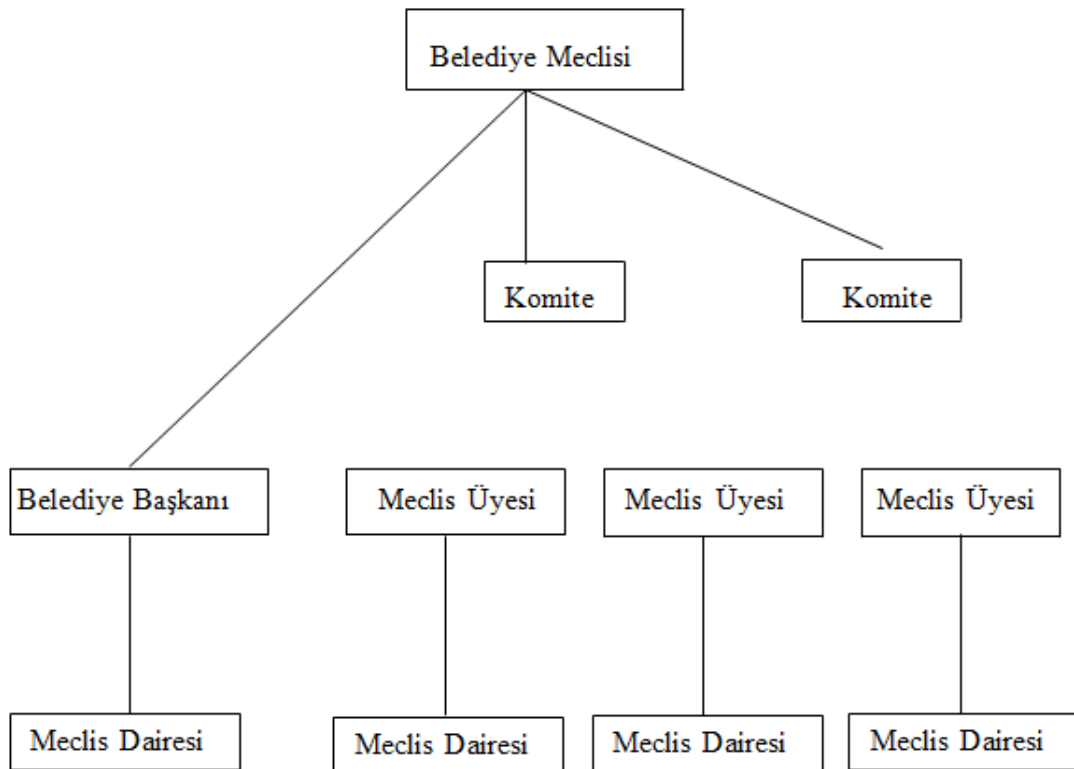 Belediye Meclisi
Komite
Komite
Belediye Başkanı
Meclis Üyesi
Meclis Üyesi
Meclis Üyesi
Meclis Dairesi
Meclis Dairesi
Meclis Dairesi
Meclis Dairesi